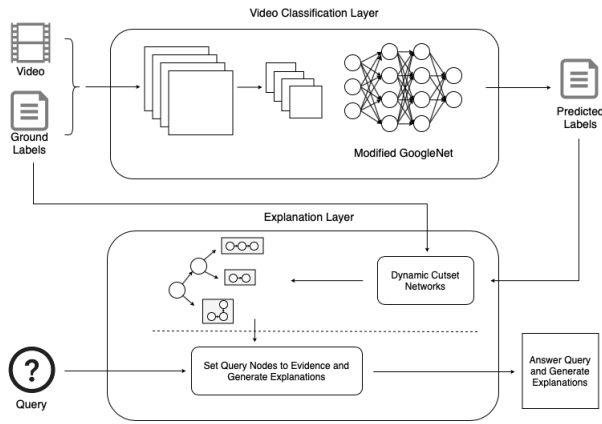 Video Classification Layer
Video
Ground
Labels
Modified GoogleNet
Predicted
Labels
Explanation Layer
Dynamic Cutset
Networks
Set Query Nodes to Evidence and
Generate Explanations
?
Query
Answer Query
and Generate
Explanations